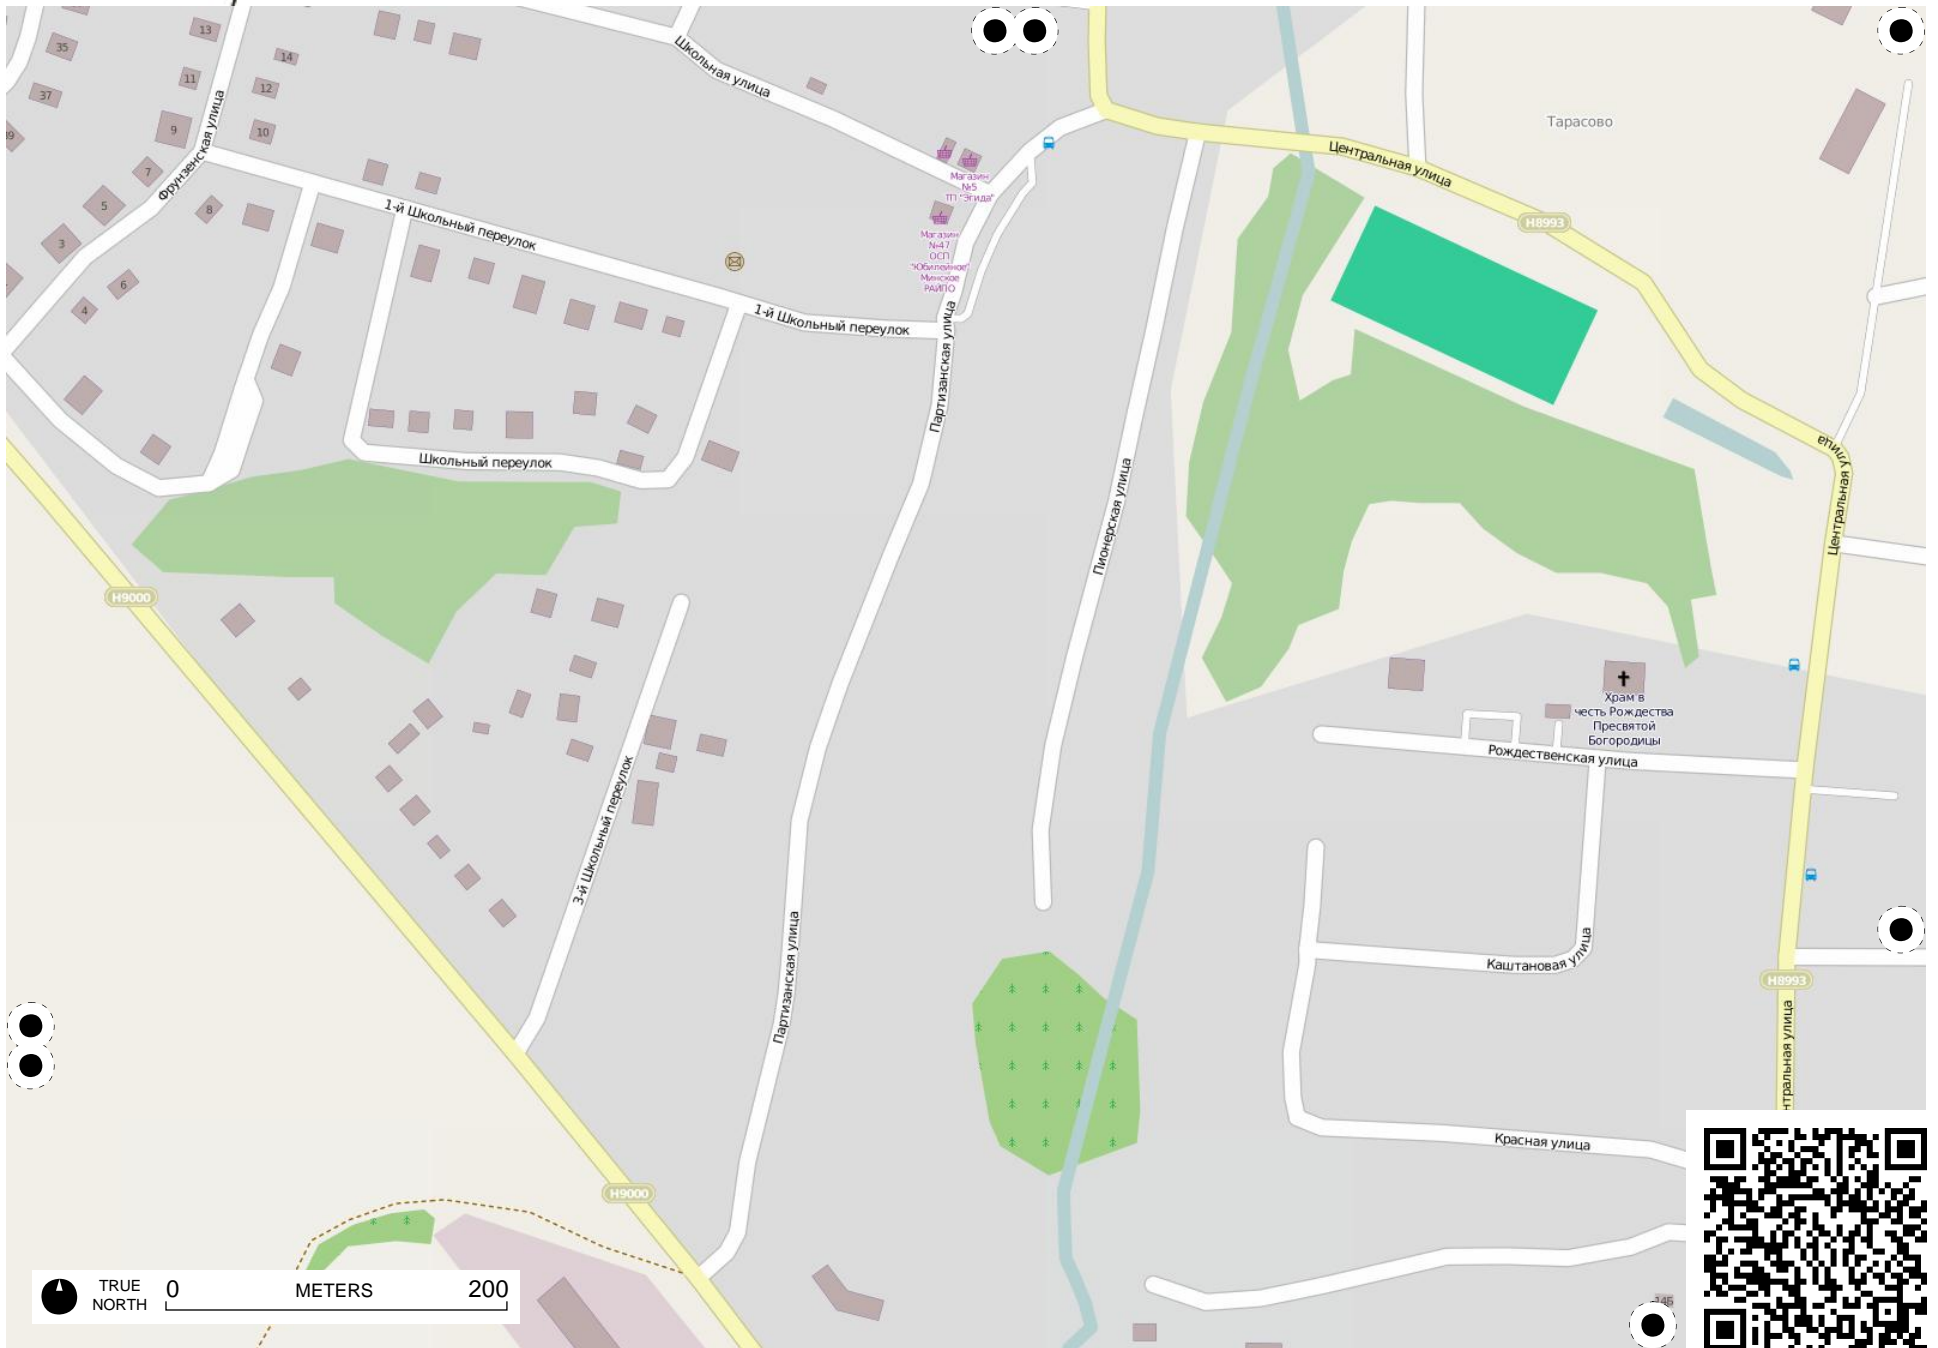 13
35
14
11
12
37
9
10
7
5
8
3
6
4
Школьная улица
Фрунзенская улица
1-й Школьный переулок
Магазин
№5
ТП "Эгида"
Магазин
№47
ОСП
"Юбилейное"
Минское
РАЙПО
1-й Школьный переулок
Партизанская улица
Школьный переулок
Пионерская улица
Тарасово
Центральная улица
H8993
Центральная улица
H9000
Храм в
честь Рождества
Пресвятой
Богородицы
Рождественская улица
3-й Школьный переулок
Партизанская улица
Каштановая улица
H8993
нтральная улица
Красная улица
H9000
TRUE
NORTH
0 METERS 200